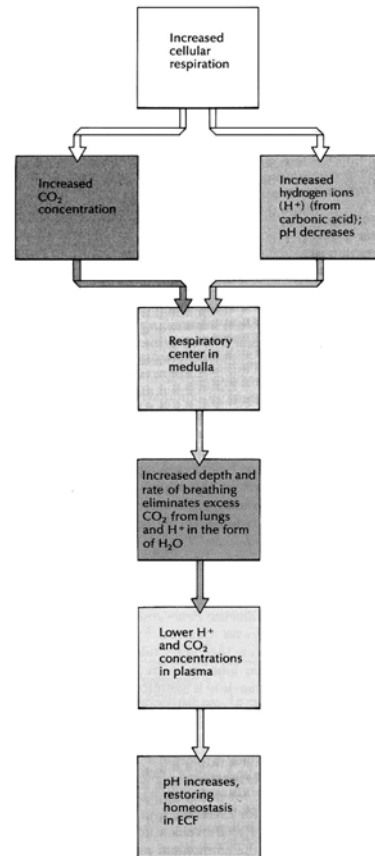 Increased
cellular
respiration
Increased
CO₂
concentration
Increased
hydrogen ions
(H⁺) (from
carbonic acid);
pH decreases
Respiratory
center in
medulla
Increased depth and
rate of breathing
eliminates excess
CO₂ from lungs
and H⁺ in the form
of H₂O
Lower H⁺
and CO₂
concentrations
in plasma
pH increases,
restoring
homeostasis
in ECF